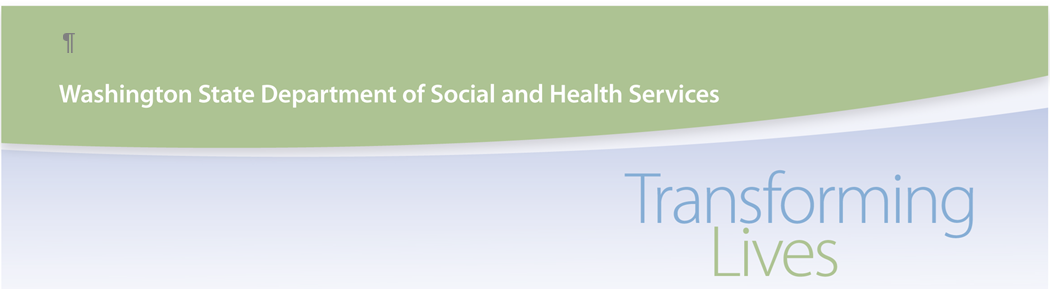 ¶
Washington State Department of Social and Health Services
Transforming
Lives